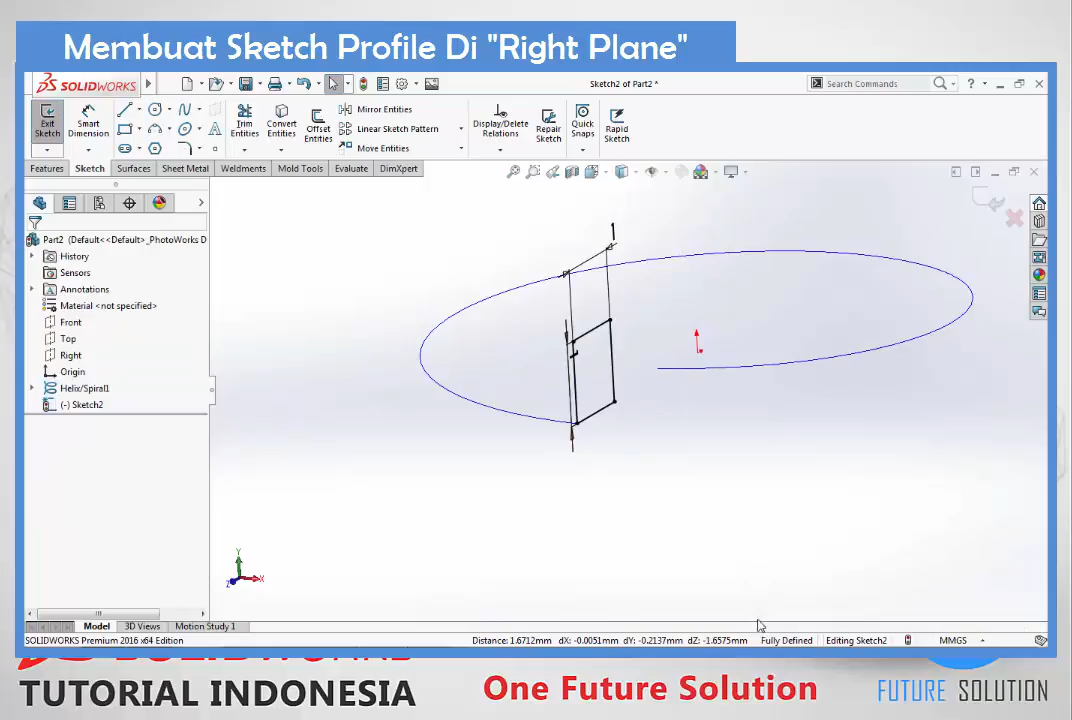 Membuat Sketch Profile Di "Right Plane"
SOLIDWORKS
Sketch2 of Part2 *
Search Commands
Exit Sketch
Smart Dimension
Trim Entities
Convert Entities
Offset Entities
Mirror Entities
Linear Sketch Pattern
Move Entities
Display/Delete Relations
Repair Sketch
Quick Snaps
Rapid Sketch
Features Sketch Surfaces Sheet Metal Weldments Mold Tools Evaluate DimXpert
Part2 (Default<<Default>_PhotoWorks D
History
Sensors
Annotations
Material <not specified>
Front
Top
Right
Origin
Helix/Spiral1
(-) Sketch2
1
Y
X
Z
Model 3D Views Motion Study 1
SOLIDWORKS Premium 2016 x64 Edition
Distance: 1.6712mm dX: -0.0051mm dY: -0.2137mm dZ: -1.6575mm Fully Defined Editing Sketch2 MMGS
SOLIDWORKS
TUTORIAL INDONESIA
One Future Solution
FUTURE SOLUTION